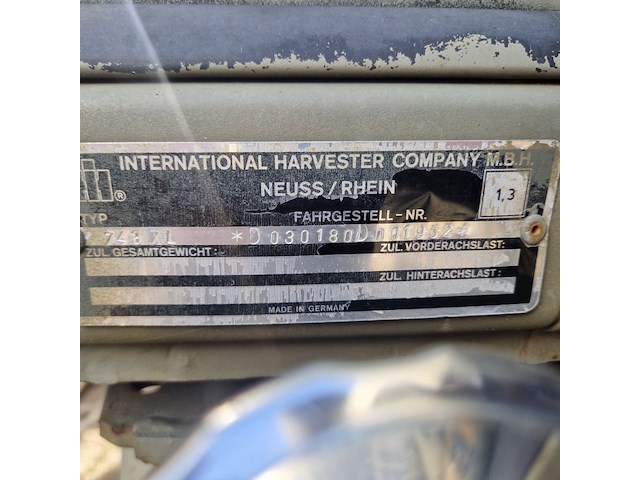 INTERNATIONAL HARVESTER COMPANY M.B.H.
NEUSS/RHEIN
1,3
®
TYP
FAHRGESTELL-NR.
ZUL. GESAMTGEWICHT:
ZUL. VORDERACHSLAST:
ZUL. HINTERACHSLAST:
MADE IN GERMANY